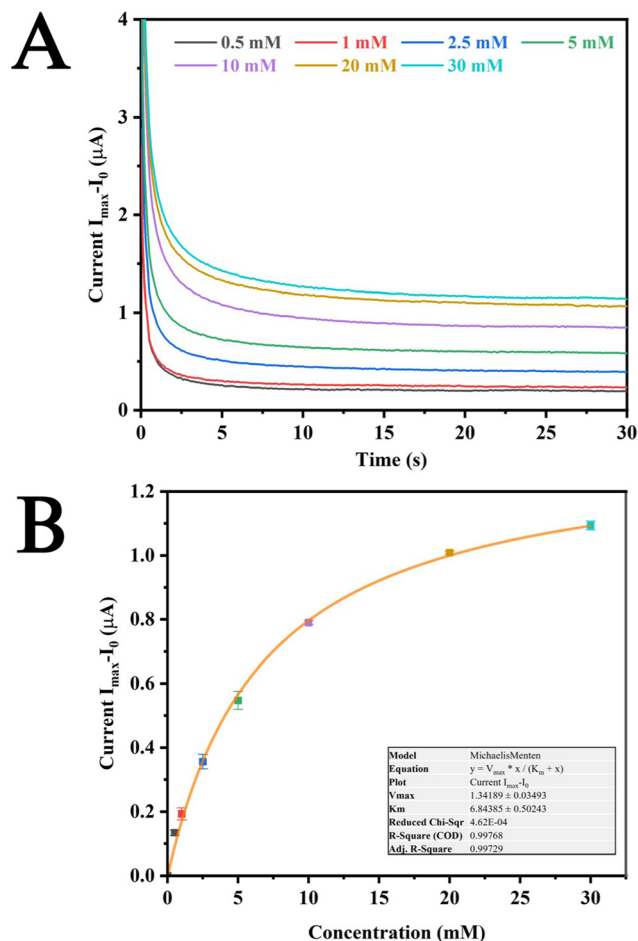 A
0.5 mM 1 mM 2.5 mM 5 mM
10 mM 20 mM 30 mM
4
3
2
1
0
Current Imax-I0 (μA)
0 5 10 15 20 25 30
Time (s)
B
1.2
1.0
0.8
0.6
0.4
0.2
0.0
Current Imax-I0 (μA)
Model MichaelisMenten
Equation y = Vmax * x / (Km + x)
Plot Current Imax-I0
Vmax 1.34189 ± 0.03493
Km 6.84385 ± 0.50243
Reduced Chi-Sqr 4.62E-04
R-Square (COD) 0.99768
Adj. R-Square 0.99729
0 5 10 15 20 25 30
Concentration (mM)